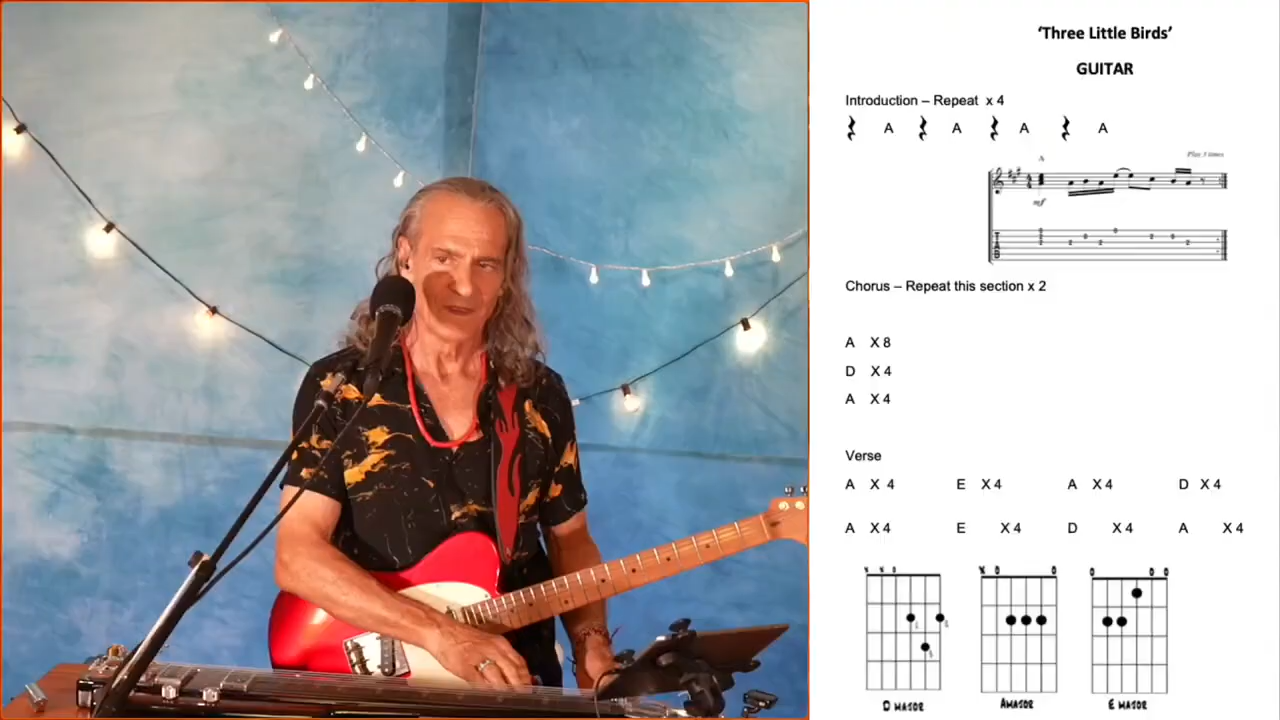 ‘Three Little Birds’
GUITAR
Introduction – Repeat x 4
A A A A
Play 3 times
A
mf
Chorus – Repeat this section x 2
A X 8
D X 4
A X 4
Verse
A X 4 E X 4 A X 4 D X 4
A X 4 E X 4 D X 4 A X 4
D MAJOR A MAJOR E MAJOR